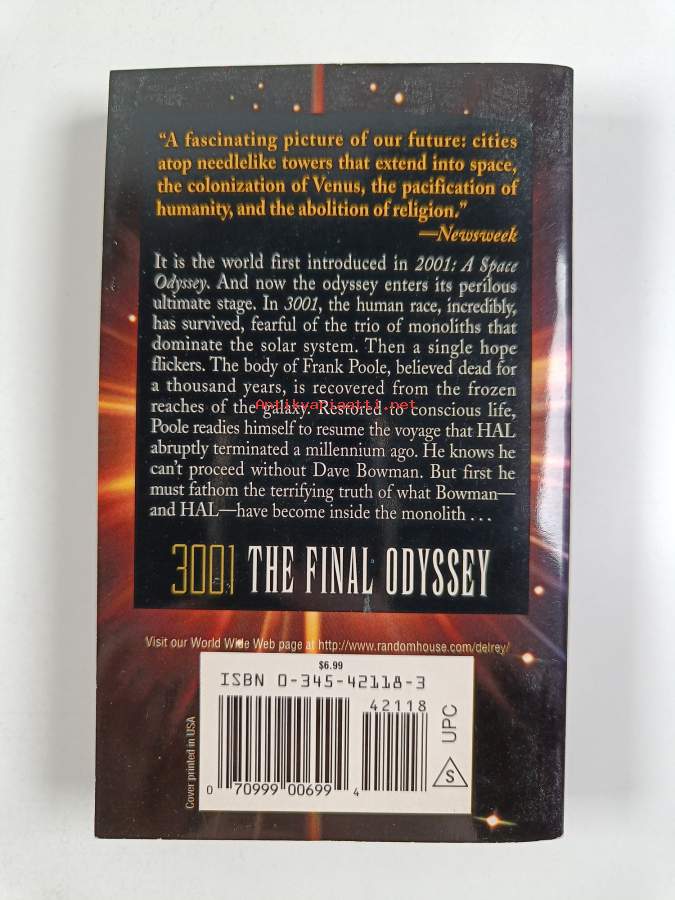 "A fascinating picture of our future: cities
atop needlelike towers that extend into space,
the colonization of Venus, the pacification of
humanity, and the abolition of religion."
—Newsweek
It is the world first introduced in 2001: A Space
Odyssey. And now the odyssey enters its perilous
ultimate stage. In 3001, the human race, incredibly,
has survived, fearful of the trio of monoliths that
dominate the solar system. Then a single hope
flickers. The body of Frank Poole, believed dead for
a thousand years, is recovered from the frozen
reaches of the galaxy. Restored to conscious life,
Antikvariaatti.net
Poole readies himself to resume the voyage that HAL
abruptly terminated a millennium ago. He knows he
can't proceed without Dave Bowman. But first he
must fathom the terrifying truth of what Bowman—
and HAL—have become inside the monolith . . .
3001 THE FINAL ODYSSEY
Visit our World Wide Web page at http://www.randomhouse.com/delrey/
$6.99
ISBN 0-345-42118-3
42118
0 70999 00699 4
UPC
S
Cover printed in USA